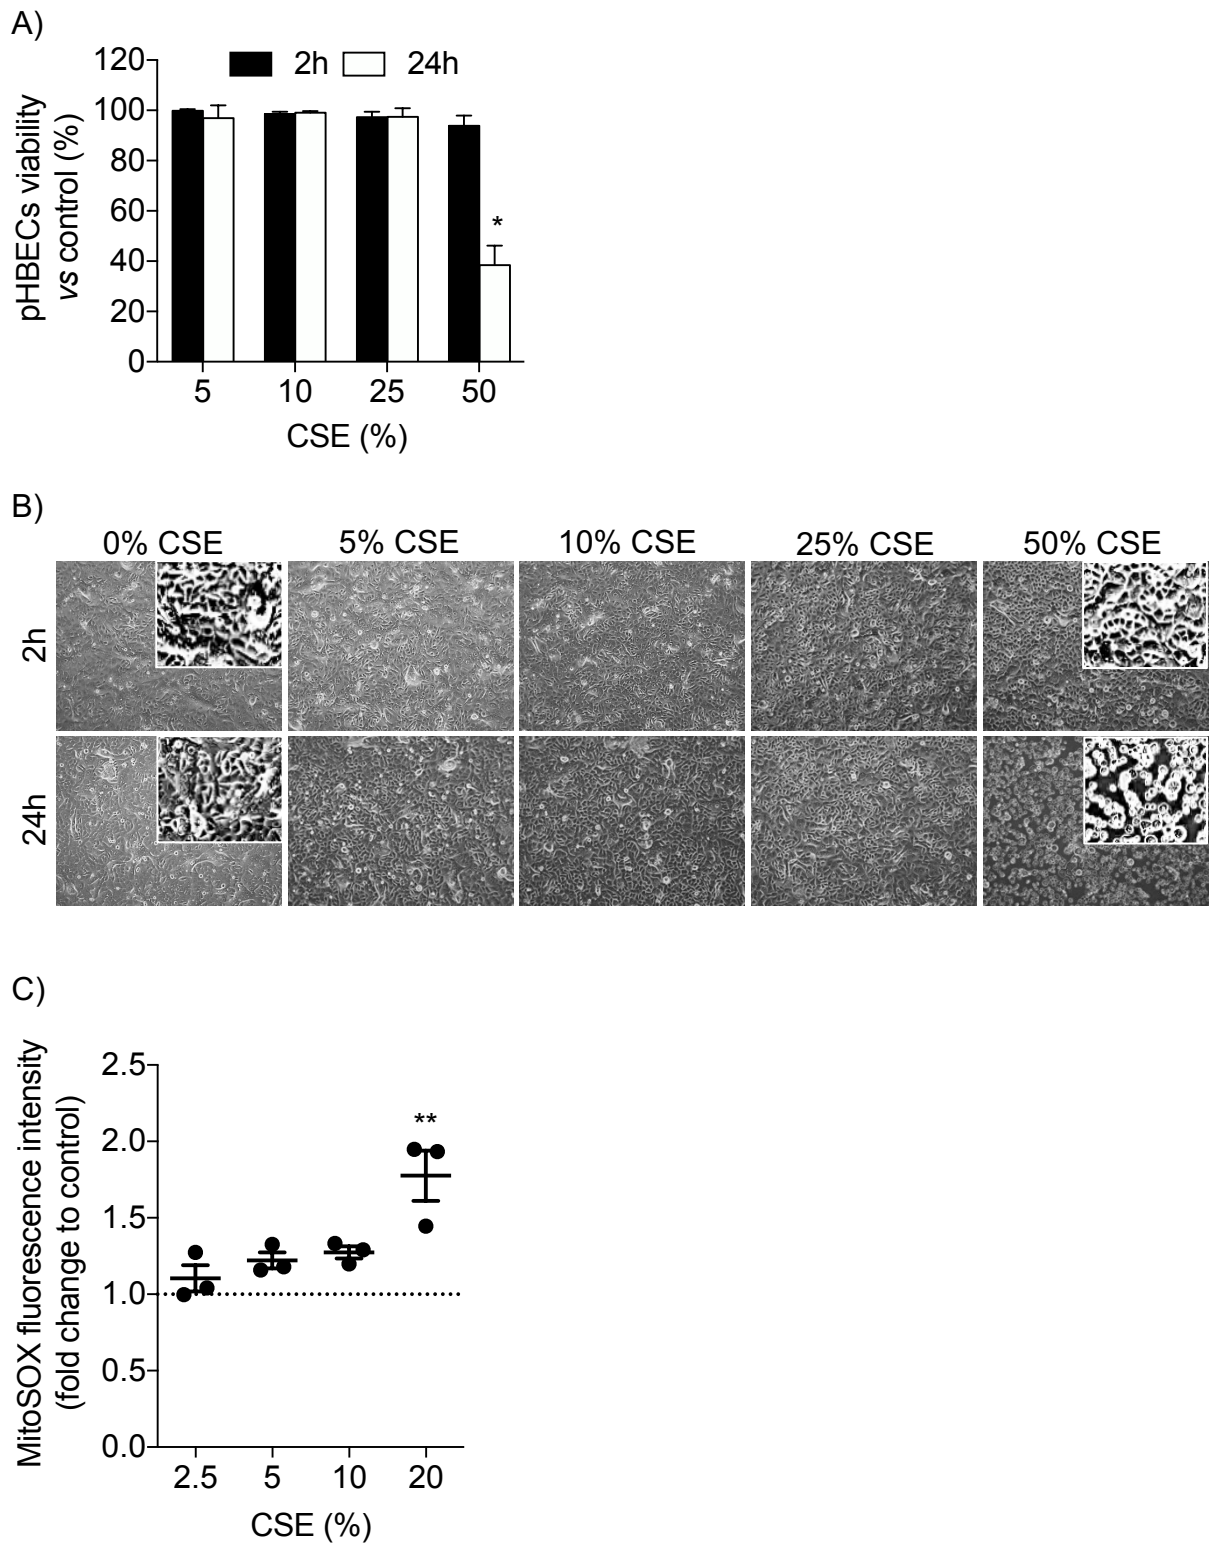 A)
120
100
80
60
40
20
0
pHBECs viability
vs control (%)
2h 24h
*
5 10 25 50
CSE (%)
B)
0% CSE 5% CSE 10% CSE 25% CSE 50% CSE
2h
24h
C)
MitoSOX fluorescence intensity
(fold change to control)
2.5
2.0
1.5
1.0
0.5
0.0
**
2.5 5 10 20
CSE (%)